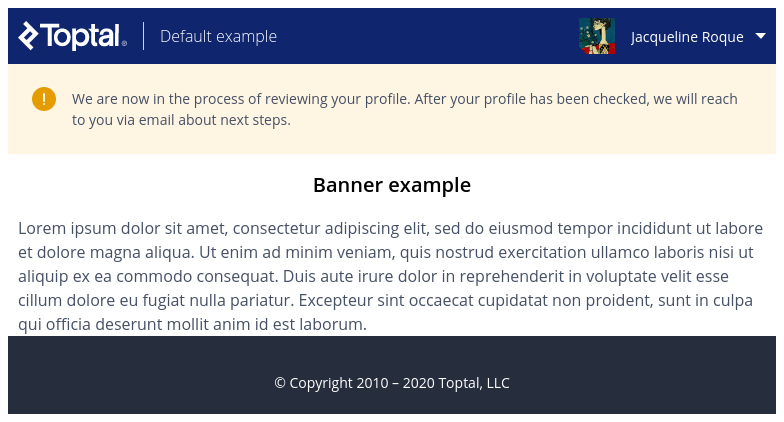 Toptal® Default example Jacqueline Roque
We are now in the process of reviewing your profile. After your profile has been checked, we will reach
to you via email about next steps.
Banner example
Lorem ipsum dolor sit amet, consectetur adipiscing elit, sed do eiusmod tempor incididunt ut labore
et dolore magna aliqua. Ut enim ad minim veniam, quis nostrud exercitation ullamco laboris nisi ut
aliquip ex ea commodo consequat. Duis aute irure dolor in reprehenderit in voluptate velit esse
cillum dolore eu fugiat nulla pariatur. Excepteur sint occaecat cupidatat non proident, sunt in culpa
qui officia deserunt mollit anim id est laborum.
© Copyright 2010 – 2020 Toptal, LLC